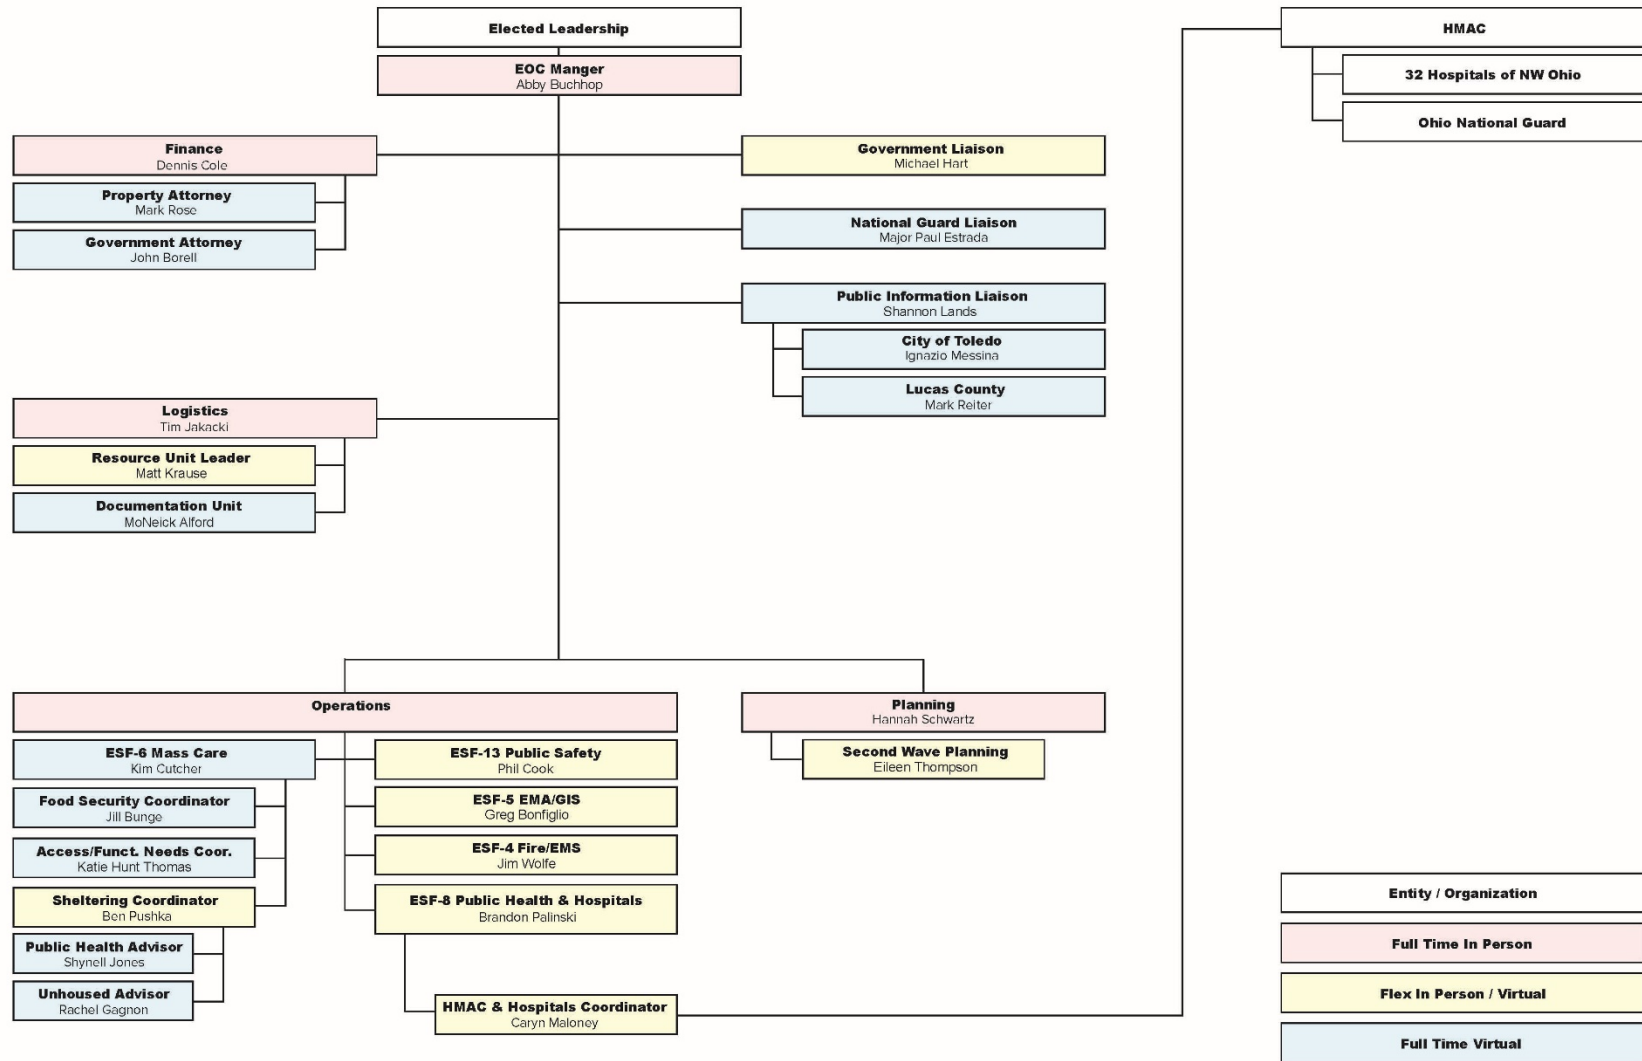 Elected Leadership
EOC Manger
Abby Buchhop
HMAC
32 Hospitals of NW Ohio
Ohio National Guard
Finance
Dennis Cole
Property Attorney
Mark Rose
Government Attorney
John Borell
Government Liaison
Michael Hart
National Guard Liaison
Major Paul Estrada
Public Information Liaison
Shannon Lands
City of Toledo
Ignazio Messina
Lucas County
Mark Reiter
Logistics
Tim Jakacki
Resource Unit Leader
Matt Krause
Documentation Unit
MoNeick Alford
Operations
ESF-6 Mass Care
Kim Cutcher
Food Security Coordinator
Jill Bunge
Access/Funct. Needs Coor.
Katie Hunt Thomas
Sheltering Coordinator
Ben Pushka
Public Health Advisor
Shynell Jones
Unhoused Advisor
Rachel Gagnon
ESF-13 Public Safety
Phil Cook
ESF-5 EMA/GIS
Greg Bonfiglio
ESF-4 Fire/EMS
Jim Wolfe
ESF-8 Public Health & Hospitals
Brandon Palinski
HMAC & Hospitals Coordinator
Caryn Maloney
Planning
Hannah Schwartz
Second Wave Planning
Eileen Thompson
Entity / Organization
Full Time In Person
Flex In Person / Virtual
Full Time Virtual